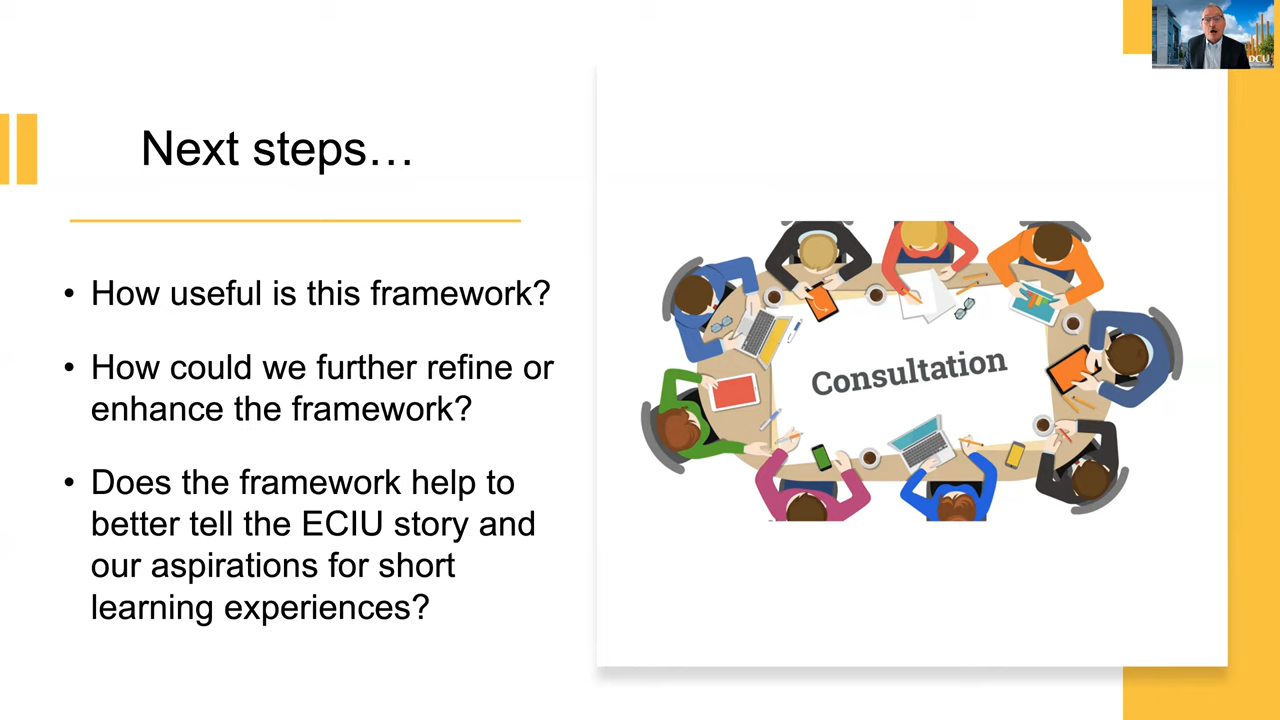 Next steps…
• How useful is this framework?
• How could we further refine or
enhance the framework?
• Does the framework help to
better tell the ECIU story and
our aspirations for short
learning experiences?
Consultation
DCU